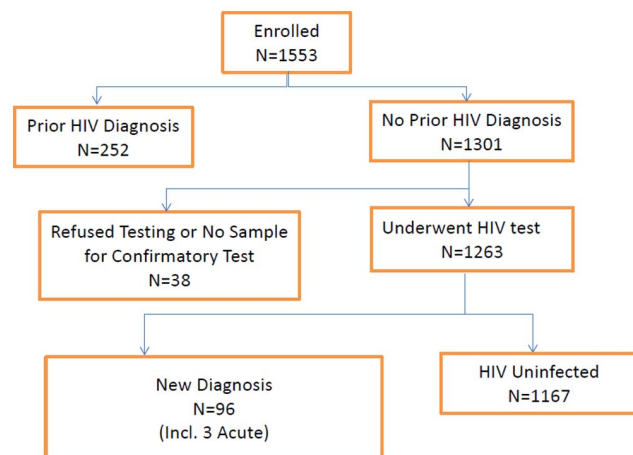 Enrolled
N=1553
Prior HIV Diagnosis
N=252
No Prior HIV Diagnosis
N=1301
Refused Testing or No Sample
for Confirmatory Test
N=38
Underwent HIV test
N=1263
New Diagnosis
N=96
(Incl. 3 Acute)
HIV Uninfected
N=1167